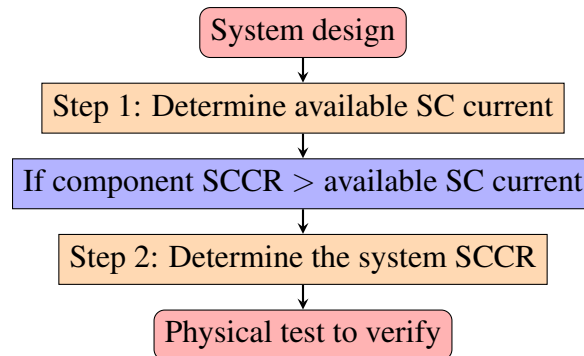 System design
Step 1: Determine available SC current
If component SCCR > available SC current
Step 2: Determine the system SCCR
Physical test to verify